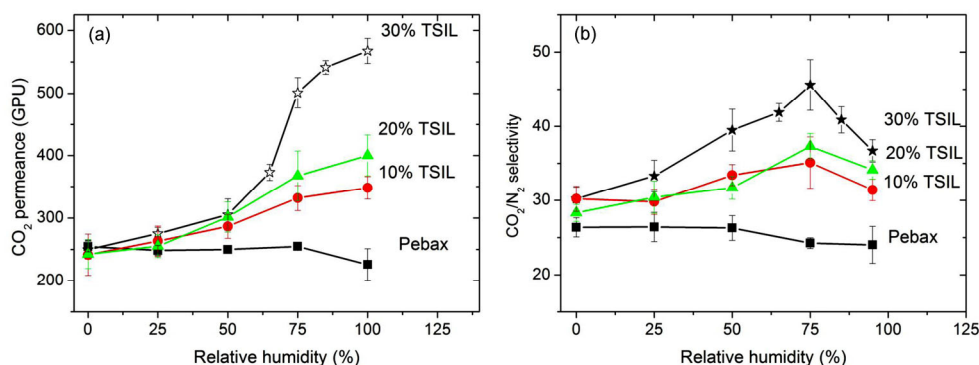 (a)
CO₂ permeance (GPU)
600
500
400
300
200
30% TSIL
20% TSIL
10% TSIL
Pebax
0
25
50
75
100
125
Relative humidity (%)
(b)
CO₂/N₂ selectivity
50
40
30
20
30% TSIL
20% TSIL
10% TSIL
Pebax
0
25
50
75
100
125
Relative humidity (%)